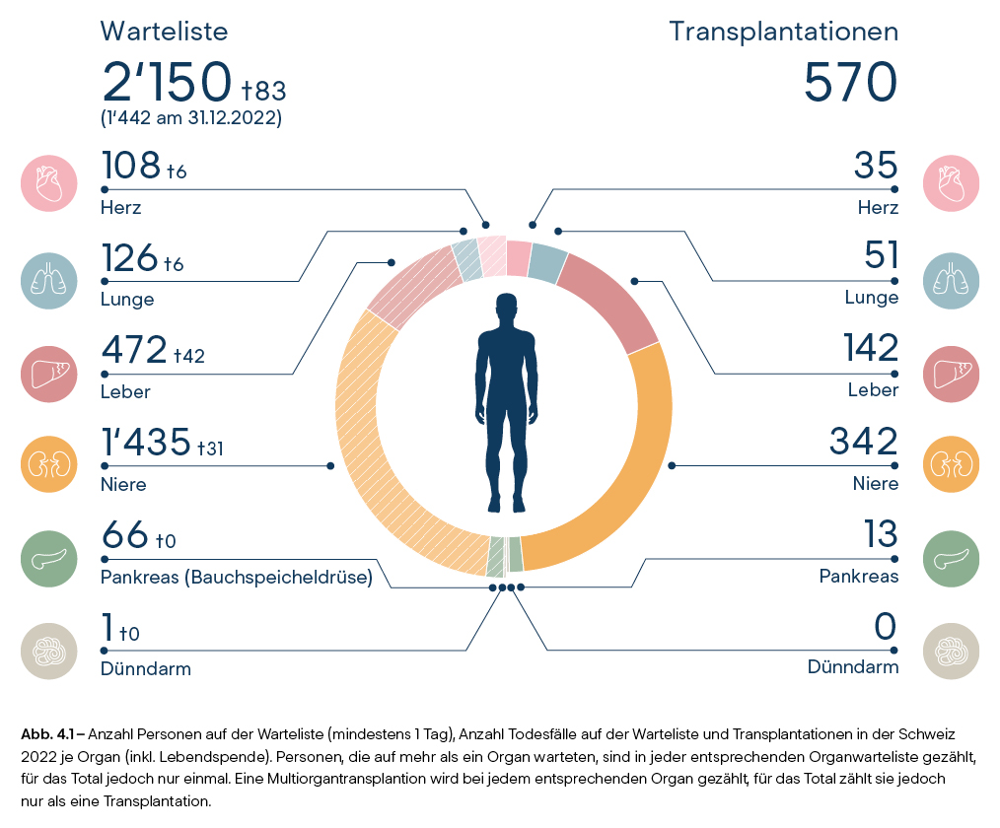 Warteliste
2‘150 †83
(1‘442 am 31.12.2022)
108 †6
Herz
126 †6
Lunge
472 †42
Leber
1‘435 †31
Niere
66 †0
Pankreas (Bauchspeicheldrüse)
1 †0
Dünndarm
Transplantationen
570
35
Herz
51
Lunge
142
Leber
342
Niere
13
Pankreas
0
Dünndarm
Abb. 4.1 – Anzahl Personen auf der Warteliste (mindestens 1 Tag), Anzahl Todesfälle auf der Warteliste und Transplantationen in der Schweiz
2022 je Organ (inkl. Lebendspende). Personen, die auf mehr als ein Organ warteten, sind in jeder entsprechenden Organwarteliste gezählt,
für das Total jedoch nur einmal. Eine Multiorgantransplantion wird bei jedem entsprechenden Organ gezählt, für das Total zählt sie jedoch
nur als eine Transplantation.